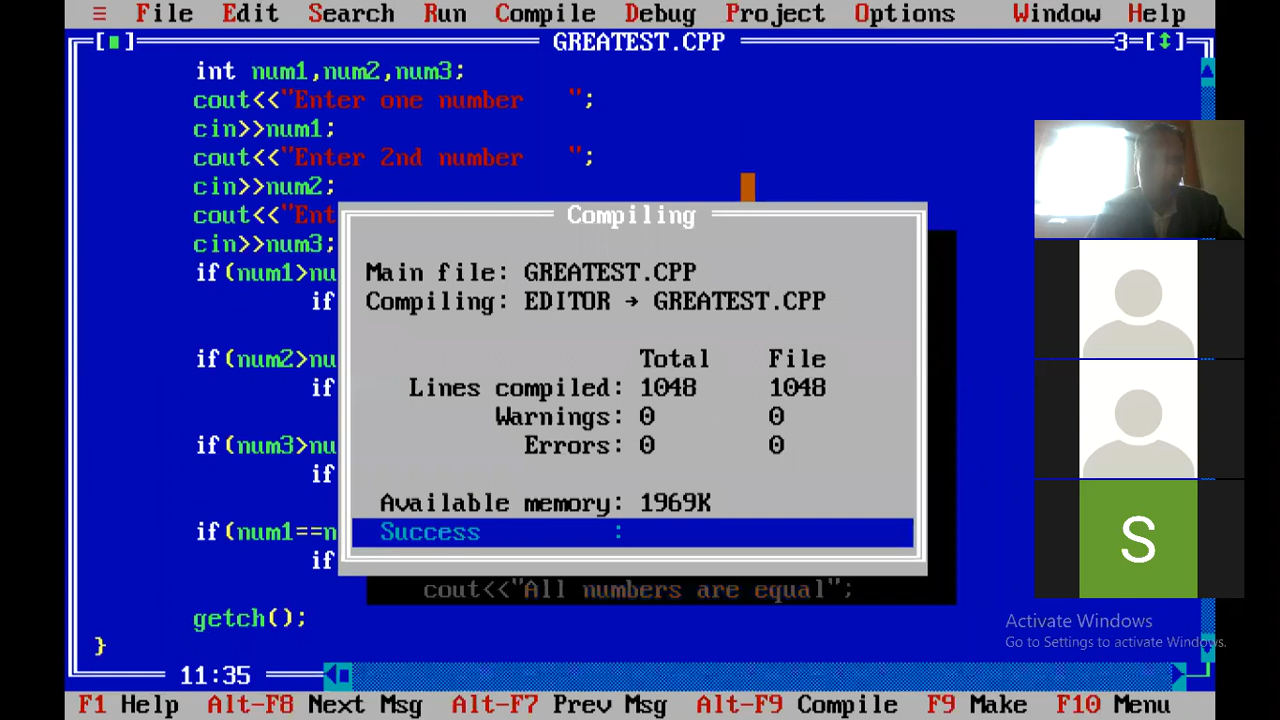 ≡ File Edit Search Run Compile Debug Project Options Window Help
[■] GREATEST.CPP 3=[↕]
int num1,num2,num3;
cout<<"Enter one number   ";
cin>>num1;
cout<<"Enter 2nd number   ";
cin>>num2;
cout<<"Ent
cin>>num3;
if(num1>nu
if
if(num2>nu
if
if(num3>nu
if
if(num1==n
if
cout<<"All numbers are equal";
getch();
}
Compiling
Main file: GREATEST.CPP
Compiling: EDITOR → GREATEST.CPP
Total File
Lines compiled: 1048 1048
Warnings: 0 0
Errors: 0 0
Available memory: 1969K
Success :
S
Activate Windows
Go to Settings to activate Windows.
11:35
F1 Help Alt-F8 Next Msg Alt-F7 Prev Msg Alt-F9 Compile F9 Make F10 Menu